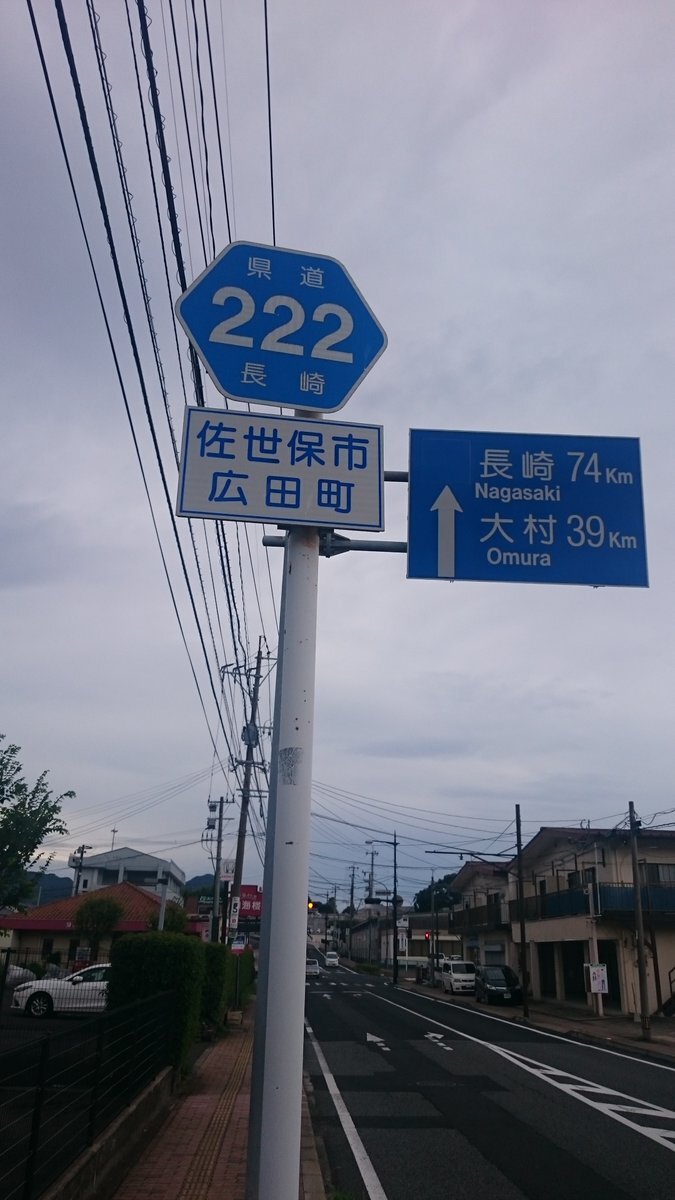 県道
222
長崎
佐世保市
広田町
長崎 74Km
Nagasaki
大村 39Km
Omura